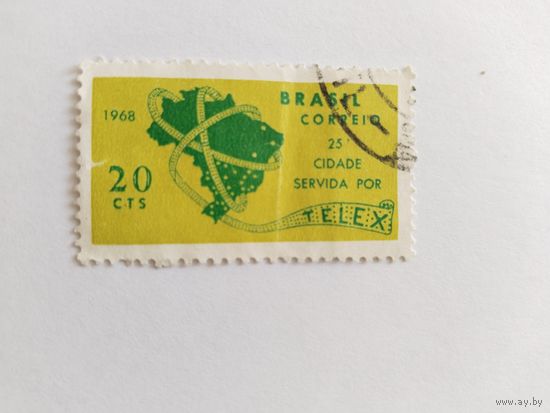 1968
20
CTS
BRASIL
CORREIO
25ª
CIDADE
SERVIDA POR
TELEX
www.ay.by